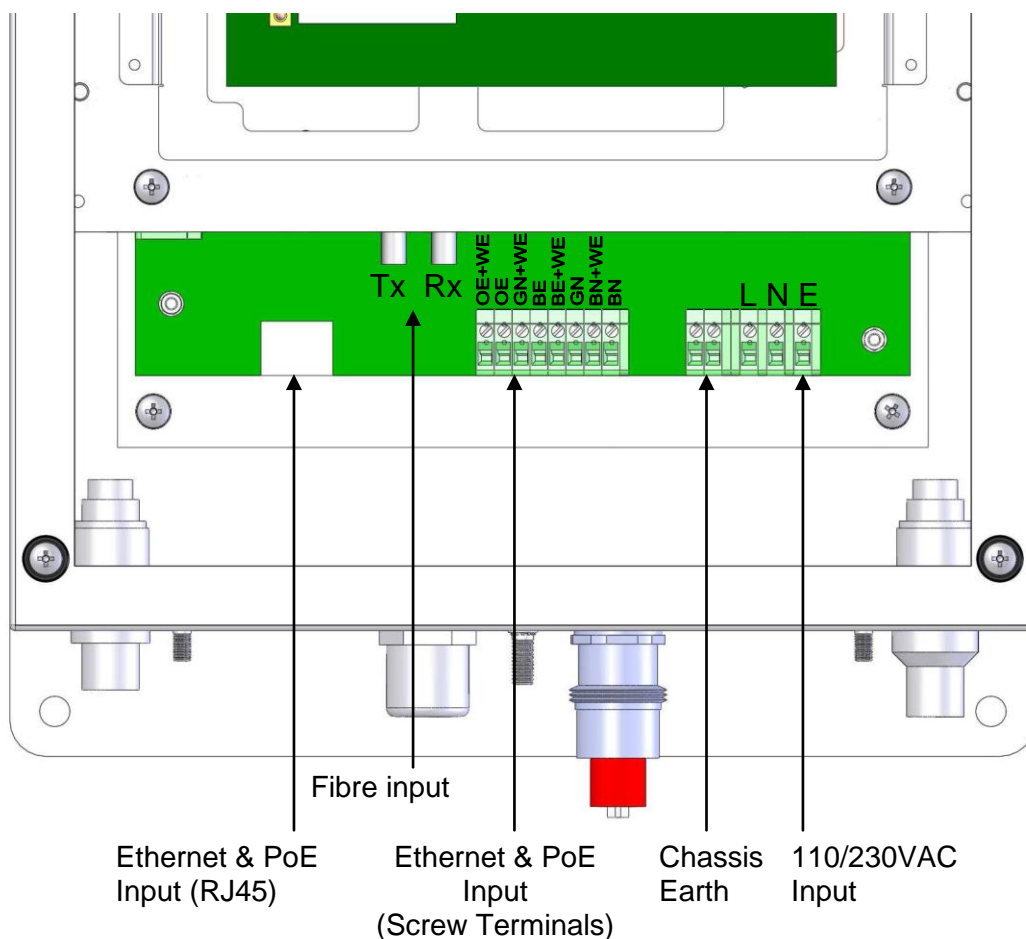 Tx Rx
OE+WE
OE
GN+WE
BE
BE+WE
GN
BN+WE
BN
L N E
Fibre input
Ethernet & PoE
Input (RJ45)
Ethernet & PoE
Input
(Screw Terminals)
Chassis
Earth
110/230VAC
Input